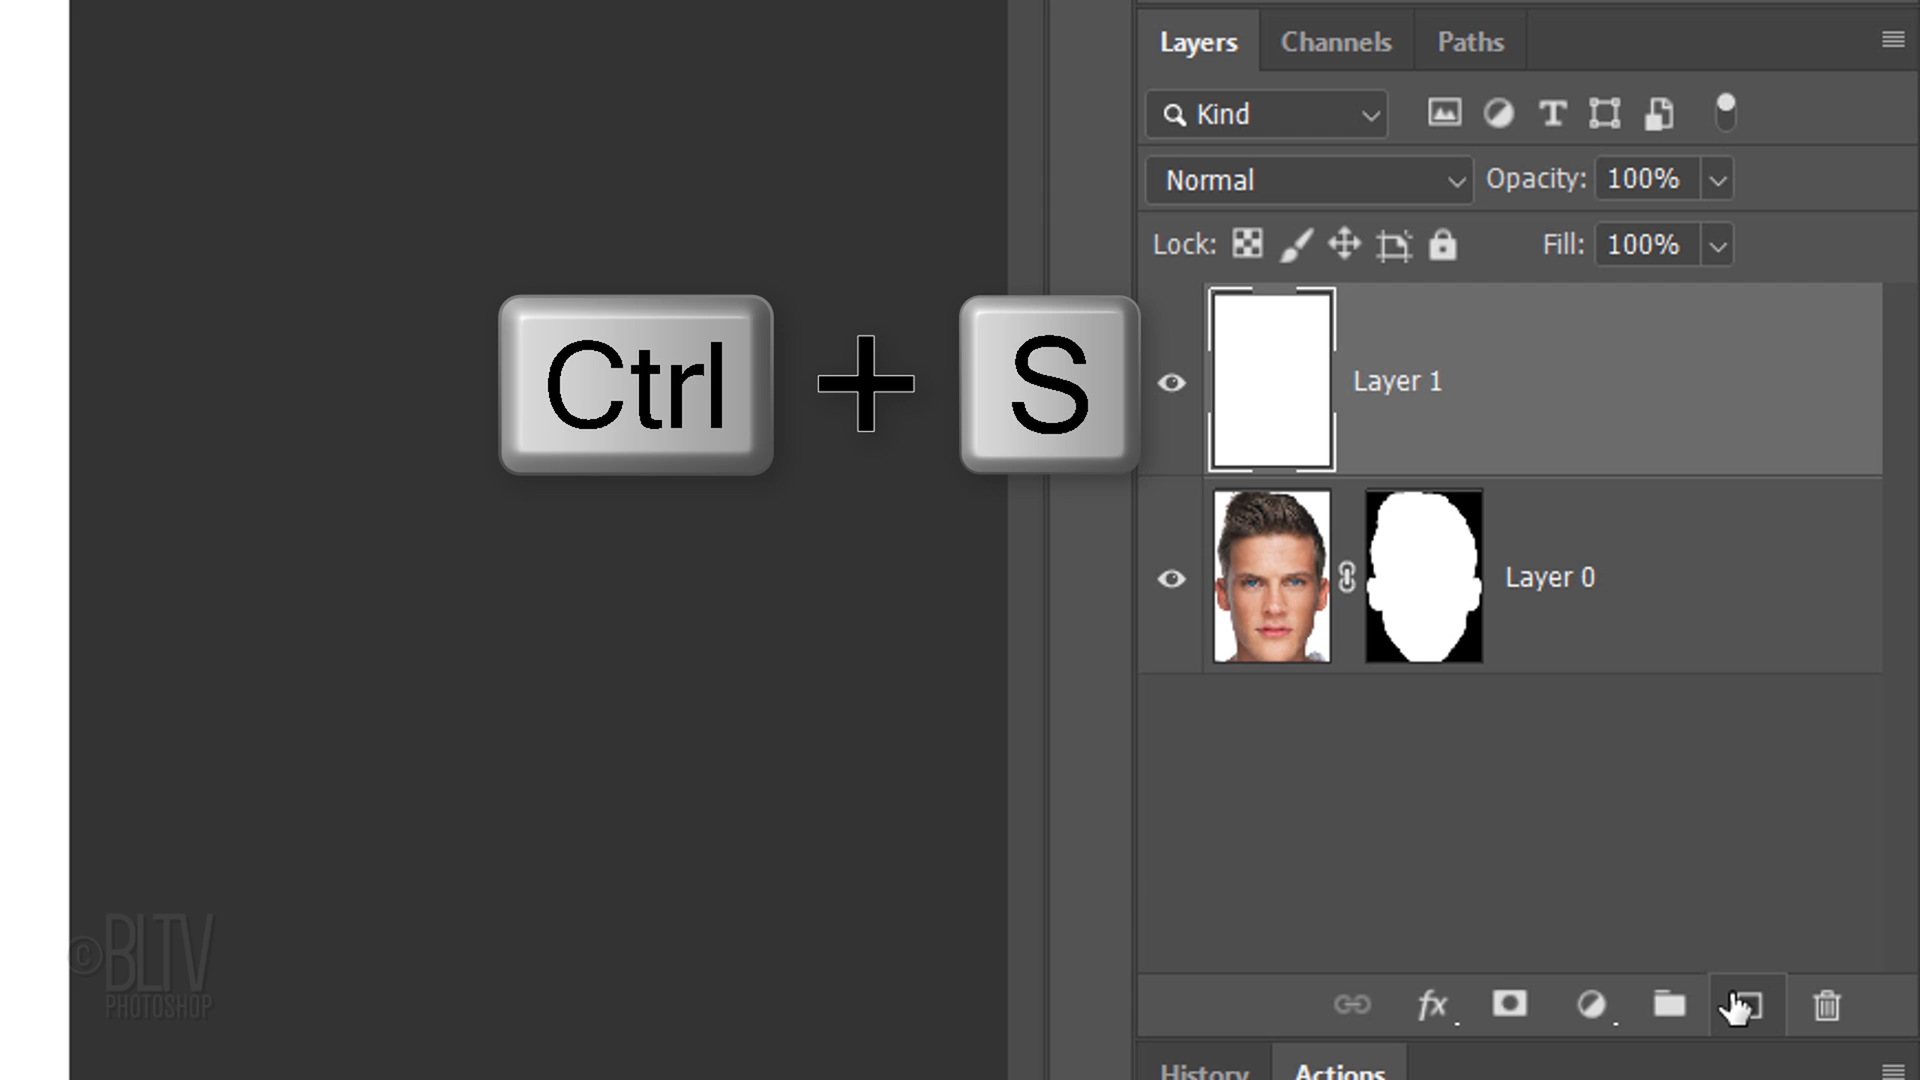 Layers Channels Paths
Kind
Normal Opacity: 100%
Lock: Fill: 100%
Ctrl + S
Layer 1
Layer 0
©BLTV
PHOTOSHOP
fx
History Actions